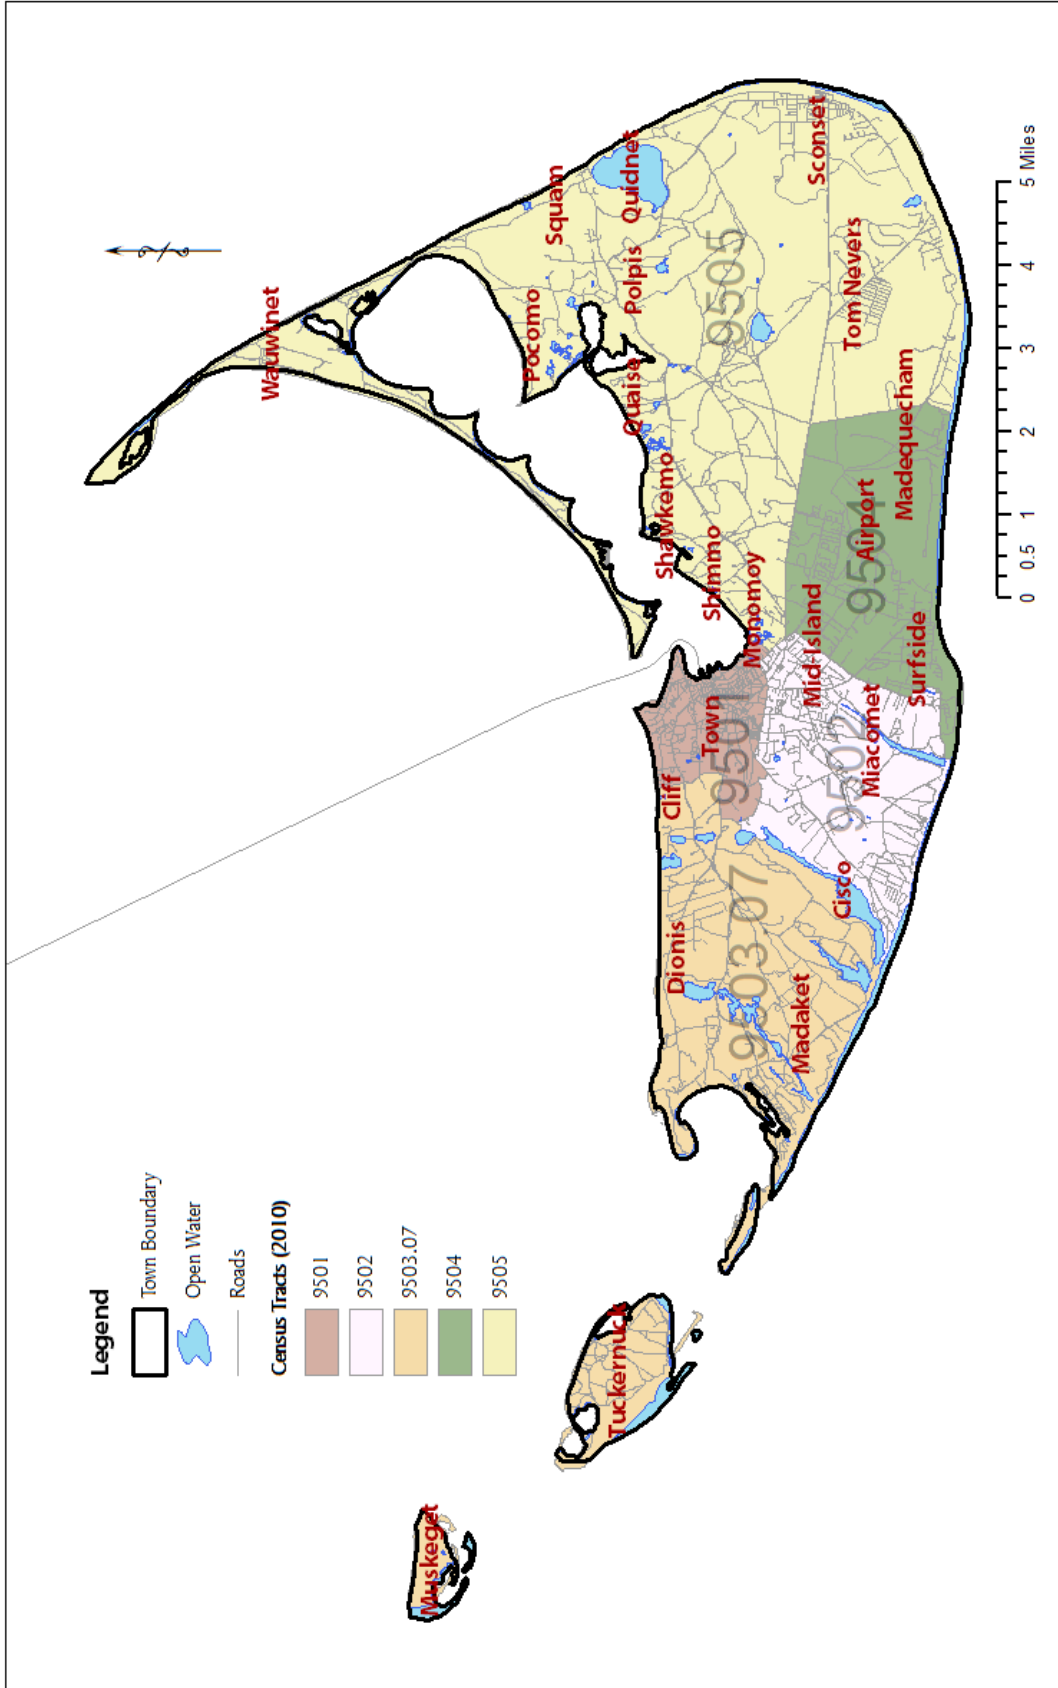 Legend
Town Boundary
Open Water
Roads
Census Tracts (2010)
9501
9502
9503.07
9504
9505
Muskeget
Tuckernuck
Wauwinet
Pocomo
Squam
Quidnet
Polpis
Quaise
Shawkemo
Shimmo
Monomoy
9505
Sconset
Tom Nevers
Madequecham
Airport
9504
Mid-Island
Surfside
Miacomet
9502
Town
9501
Cliff
Cisco
Dionis
9503.07
Madaket
0 0.5 1 2 3 4 5 Miles